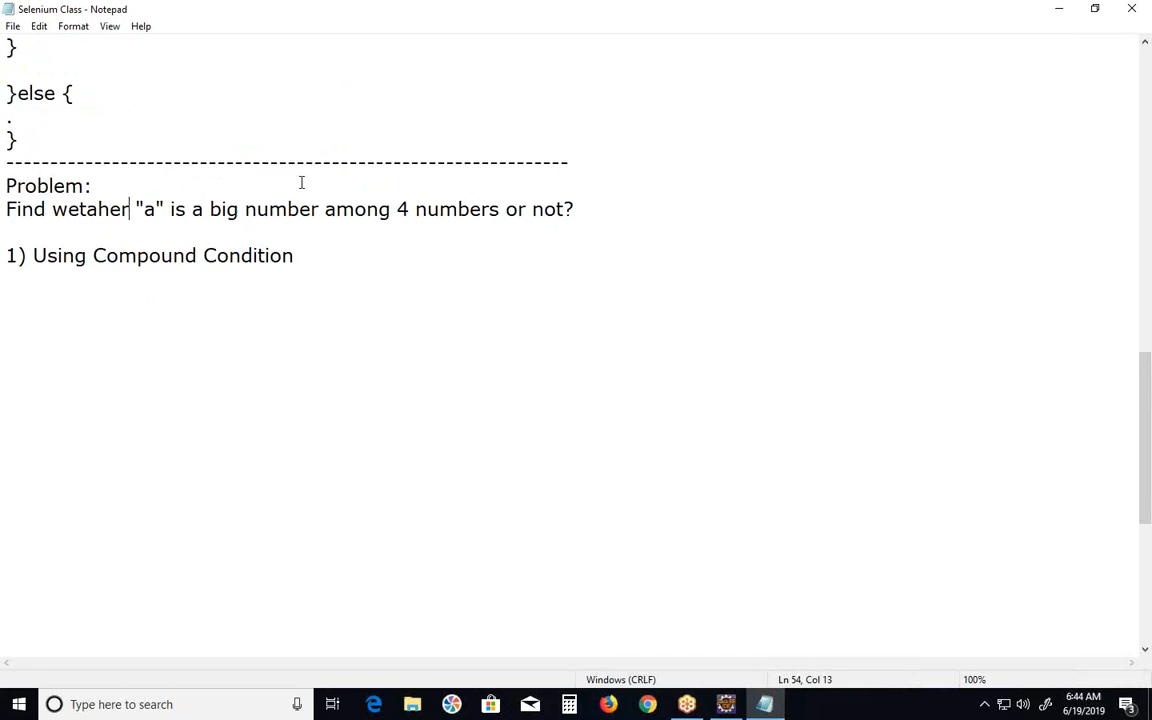 Selenium Class - Notepad
File Edit Format View Help
}
}else {
.
}
----------------------------------------------------------------
Problem:
Find wetaher "a" is a big number among 4 numbers or not?
1) Using Compound Condition
Windows (CRLF) Ln 54, Col 13 100%
Type here to search
6:44 AM
6/19/2019
3